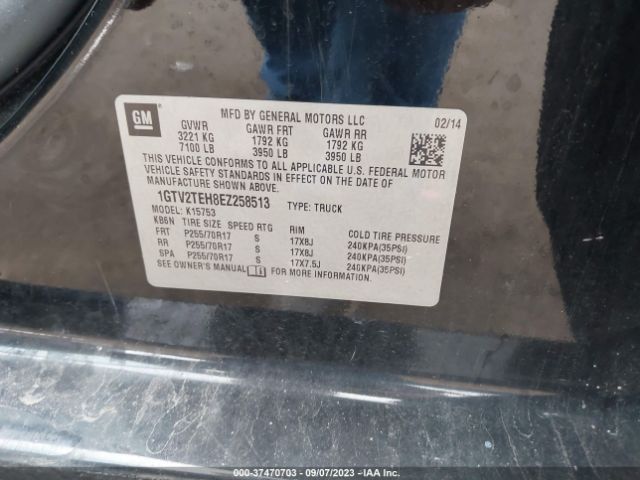 GM
MFD BY GENERAL MOTORS LLC
02/14
GVWR GAWR FRT GAWR RR
3221 KG 1792 KG 1792 KG
7100 LB 3950 LB 3950 LB
THIS VEHICLE CONFORMS TO ALL APPLICABLE U.S. FEDERAL MOTOR
VEHICLE SAFETY STANDARDS IN EFFECT ON THE DATE OF
MANUFACTURE SHOWN ABOVE.
1GTV2TEH8EZ258513 TYPE: TRUCK
MODEL: K15753
KB6N TIRE SIZE SPEED RTG RIM COLD TIRE PRESSURE
FRT P255/70R17 S 17X8J 240KPA(35PSI)
RR P255/70R17 S 17X8J 240KPA(35PSI)
SPA P255/70R17 S 17X7.5J 240KPA(35PSI)
SEE OWNER'S MANUAL i FOR MORE INFORMATION.
000-37470703 - 09/07/2023 - IAA Inc.